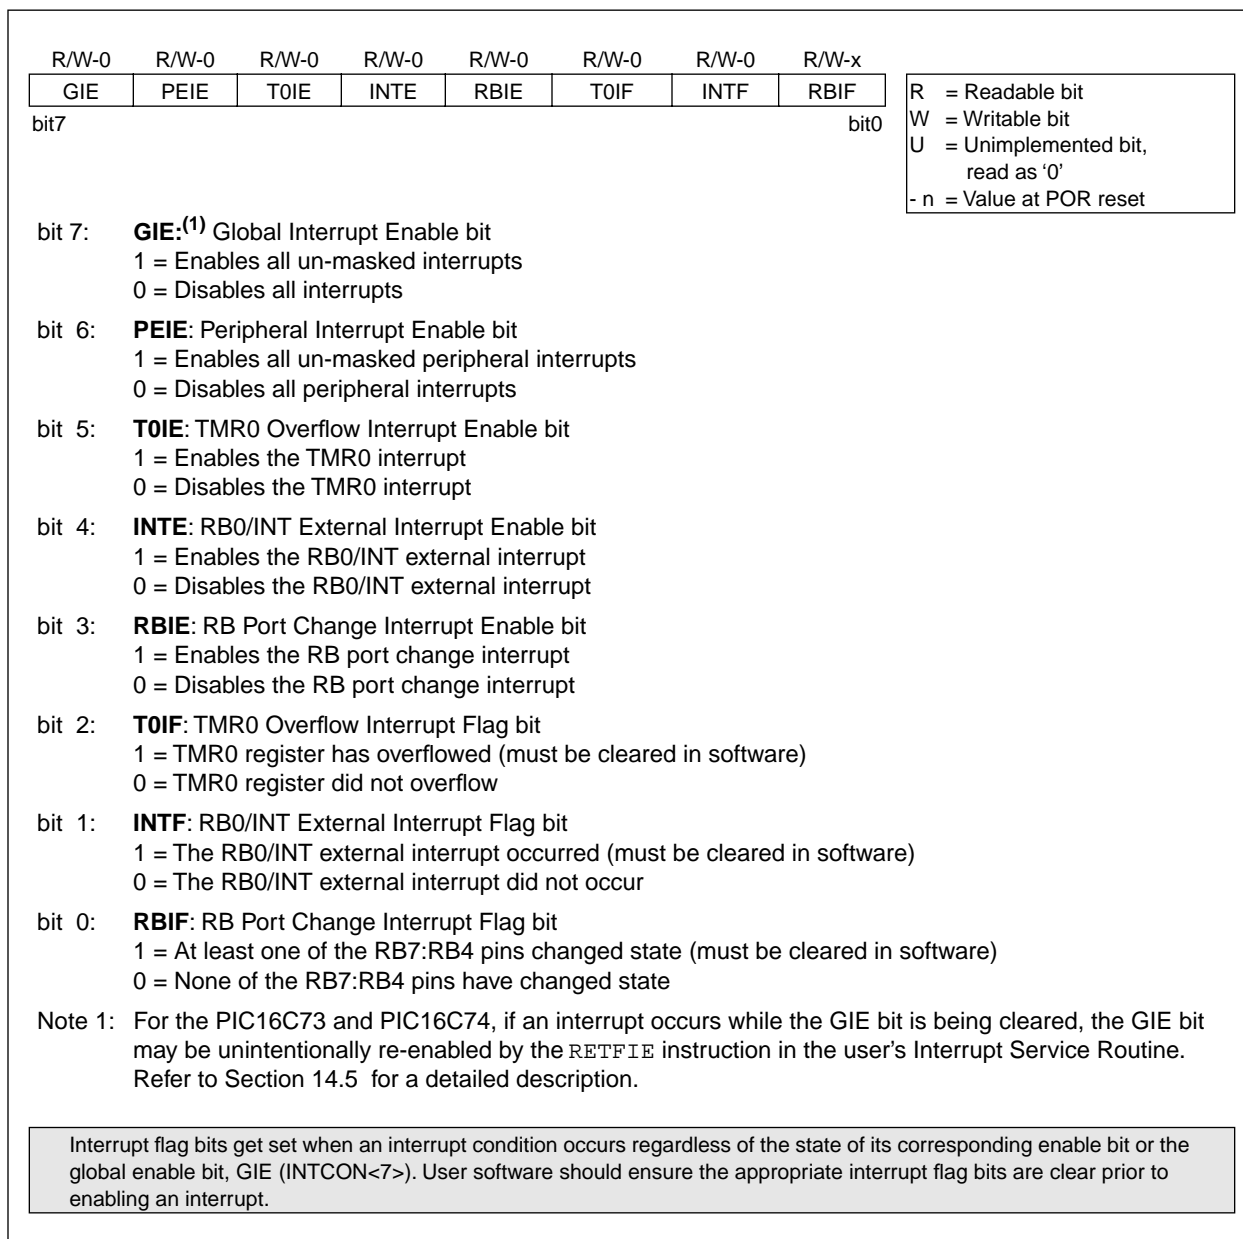 R/W-0 R/W-0 R/W-0 R/W-0 R/W-0 R/W-0 R/W-0 R/W-x
GIE PEIE T0IE INTE RBIE T0IF INTF RBIF
bit7 bit0
R = Readable bit
W = Writable bit
U = Unimplemented bit,
read as ‘0’
- n = Value at POR reset
bit 7: GIE:(1) Global Interrupt Enable bit
1 = Enables all un-masked interrupts
0 = Disables all interrupts
bit 6: PEIE: Peripheral Interrupt Enable bit
1 = Enables all un-masked peripheral interrupts
0 = Disables all peripheral interrupts
bit 5: T0IE: TMR0 Overflow Interrupt Enable bit
1 = Enables the TMR0 interrupt
0 = Disables the TMR0 interrupt
bit 4: INTE: RB0/INT External Interrupt Enable bit
1 = Enables the RB0/INT external interrupt
0 = Disables the RB0/INT external interrupt
bit 3: RBIE: RB Port Change Interrupt Enable bit
1 = Enables the RB port change interrupt
0 = Disables the RB port change interrupt
bit 2: T0IF: TMR0 Overflow Interrupt Flag bit
1 = TMR0 register has overflowed (must be cleared in software)
0 = TMR0 register did not overflow
bit 1: INTF: RB0/INT External Interrupt Flag bit
1 = The RB0/INT external interrupt occurred (must be cleared in software)
0 = The RB0/INT external interrupt did not occur
bit 0: RBIF: RB Port Change Interrupt Flag bit
1 = At least one of the RB7:RB4 pins changed state (must be cleared in software)
0 = None of the RB7:RB4 pins have changed state
Note 1: For the PIC16C73 and PIC16C74, if an interrupt occurs while the GIE bit is being cleared, the GIE bit
may be unintentionally re-enabled by the RETFIE instruction in the user’s Interrupt Service Routine.
Refer to Section 14.5 for a detailed description.
Interrupt flag bits get set when an interrupt condition occurs regardless of the state of its corresponding enable bit or the
global enable bit, GIE (INTCON<7>). User software should ensure the appropriate interrupt flag bits are clear prior to
enabling an interrupt.